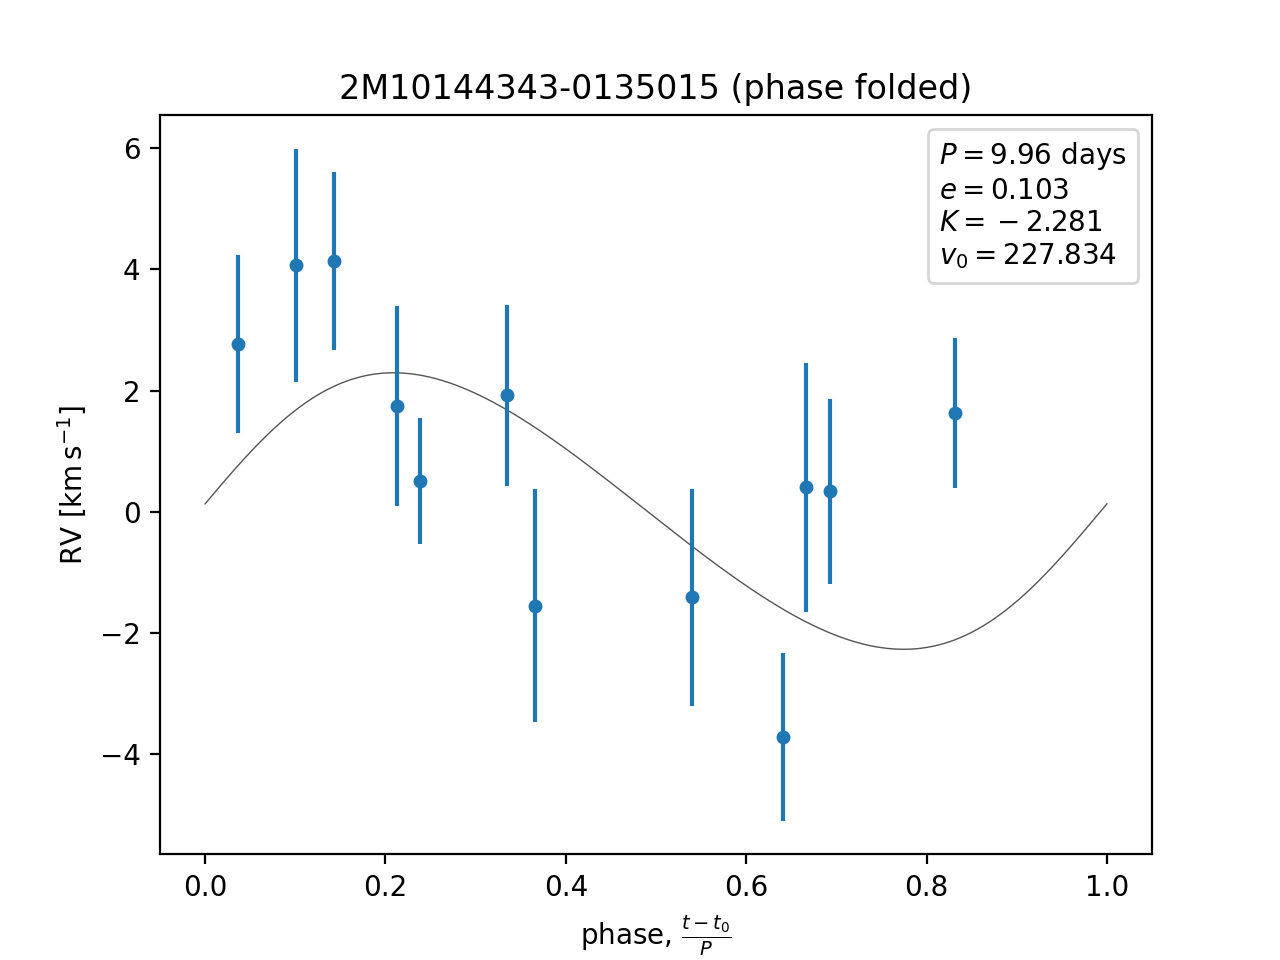 2M10144343-0135015 (phase folded)
P = 9.96 days
e = 0.103
K = −2.281
v₀ = 227.834
RV [km s⁻¹]
6
4
2
0
−2
−4
0.0 0.2 0.4 0.6 0.8 1.0
phase, (t − t₀)/P